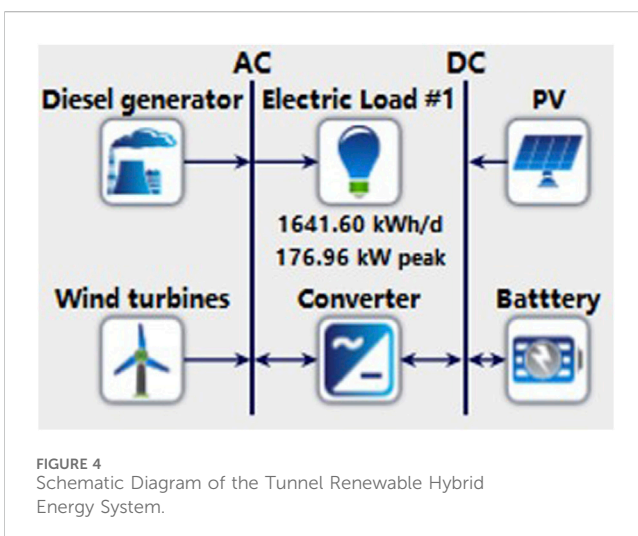 AC DC
Diesel generator Electric Load #1 PV
1641.60 kWh/d
176.96 kW peak
Wind turbines Converter Batttery
FIGURE 4
Schematic Diagram of the Tunnel Renewable Hybrid
Energy System.